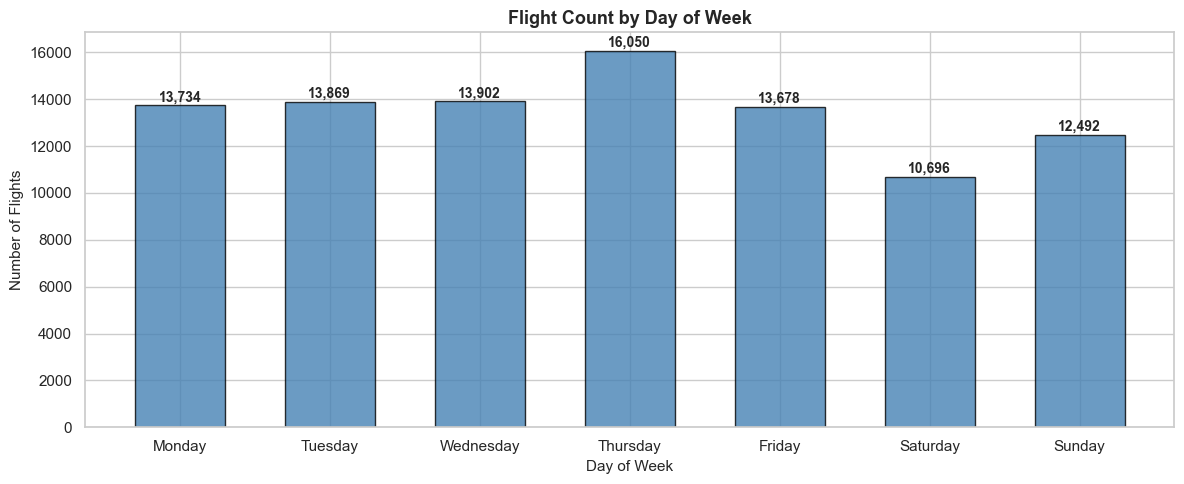 Flight Count by Day of Week
Number of Flights
16000
14000
12000
10000
8000
6000
4000
2000
0
13,734
13,869
13,902
16,050
13,678
10,696
12,492
Monday
Tuesday
Wednesday
Thursday
Friday
Saturday
Sunday
Day of Week